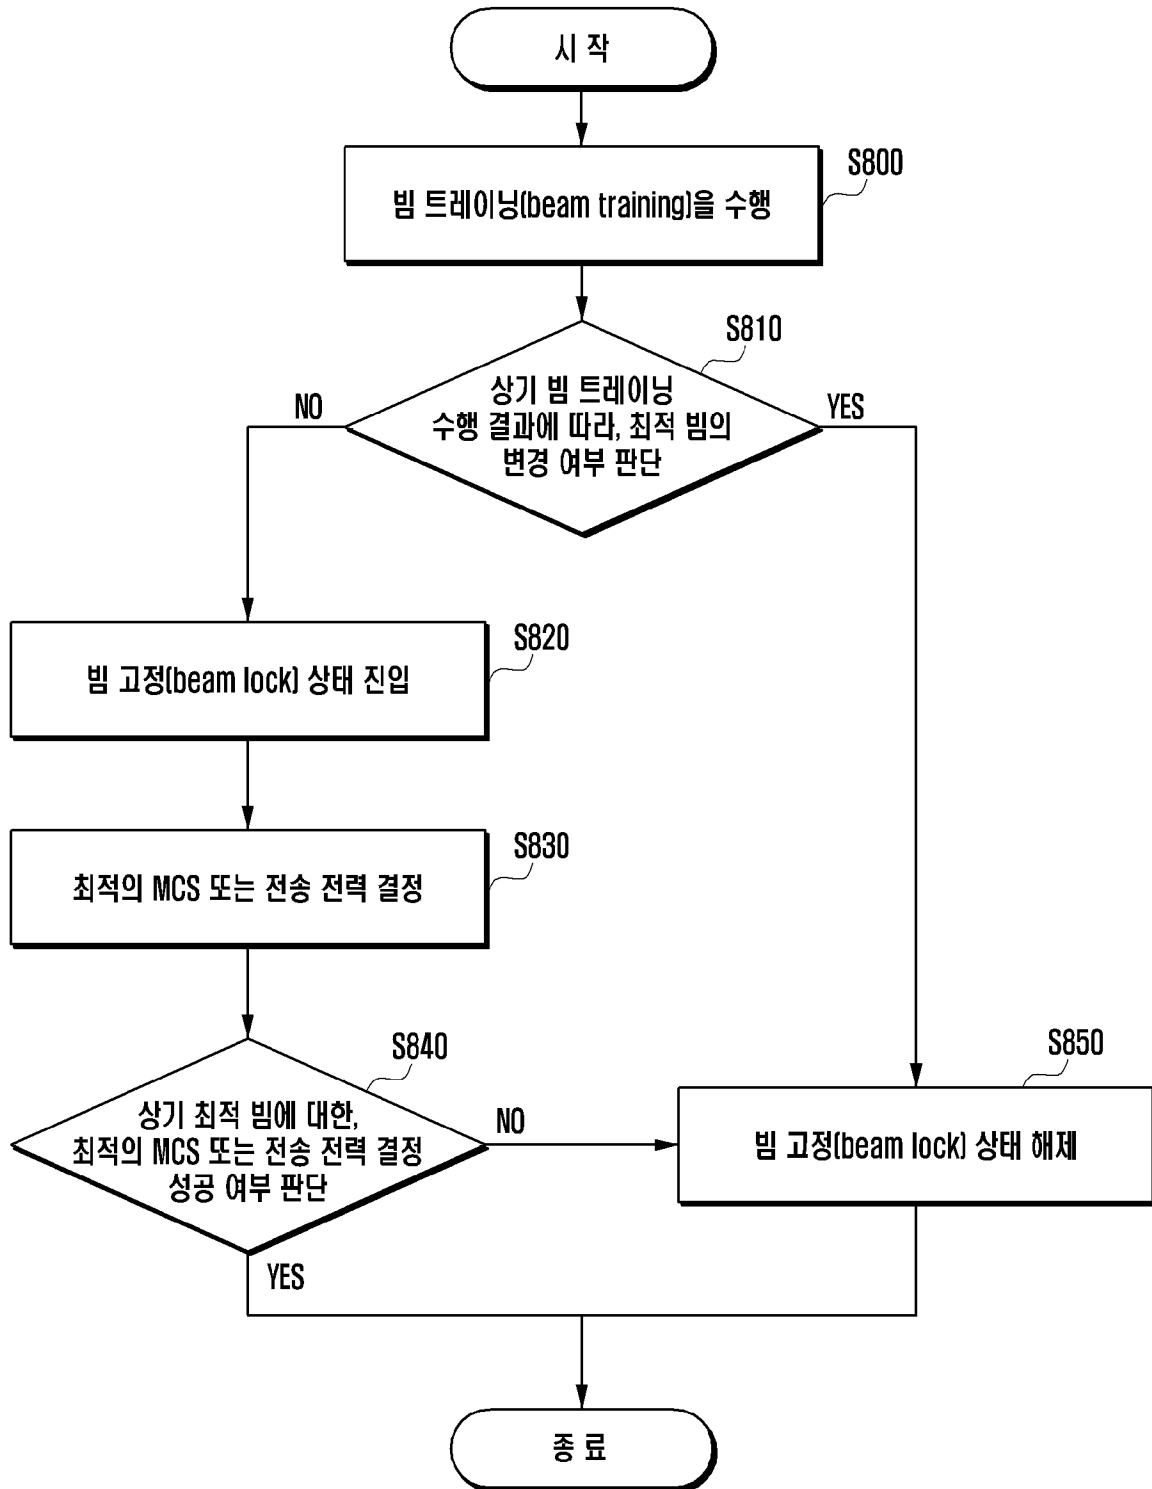 시 작
S800
빔 트레이닝(beam training)을 수행
S810
상기 빔 트레이닝
수행 결과에 따라, 최적 빔의
변경 여부 판단
NO
YES
S820
빔 고정(beam lock) 상태 진입
S830
최적의 MCS 또는 전송 전력 결정
S840
상기 최적 빔에 대한,
최적의 MCS 또는 전송 전력 결정
성공 여부 판단
NO
YES
S850
빔 고정(beam lock) 상태 해제
종 료